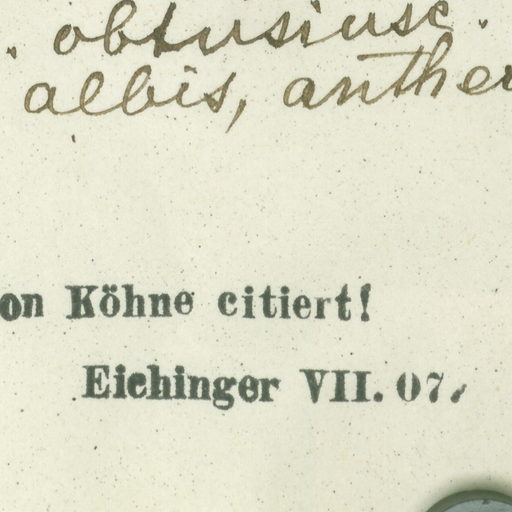 . obtusiusc.
albis, anther
on Köhne citiert!
Eichinger VII. 07.